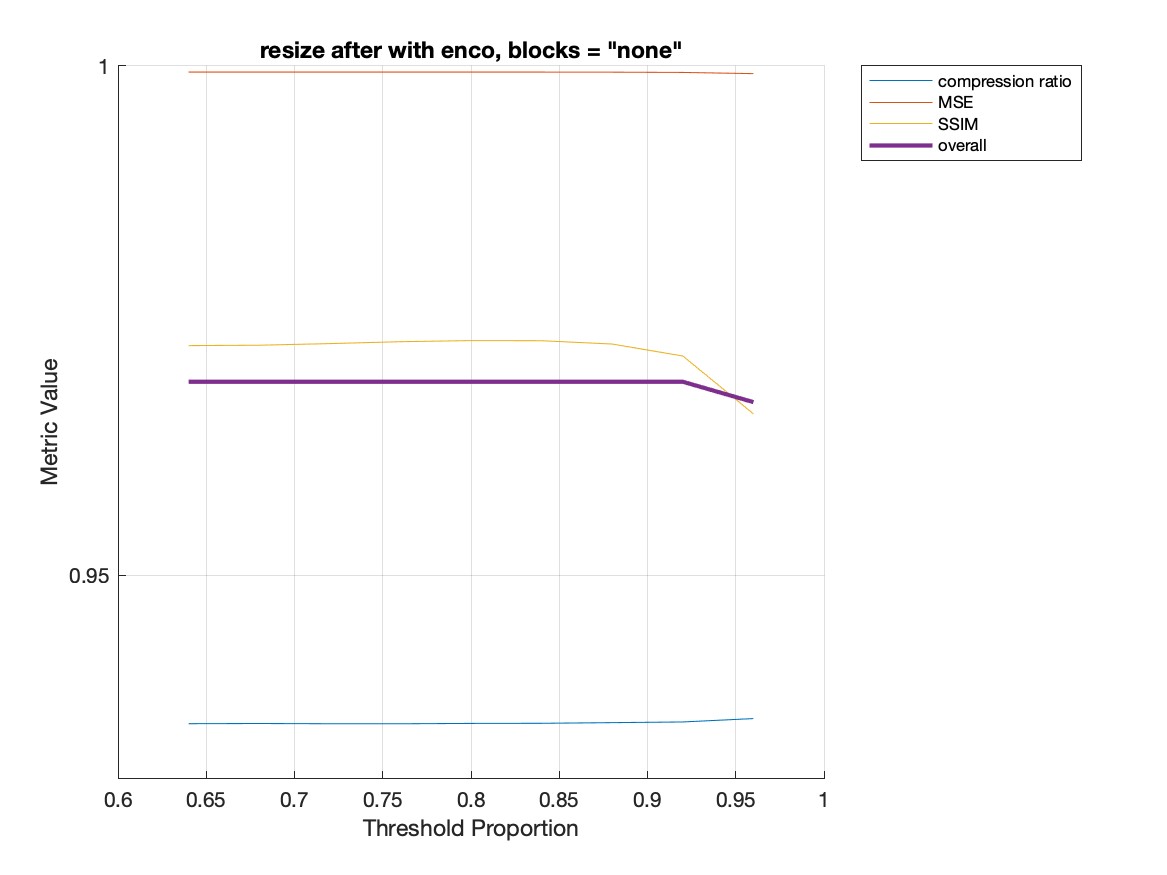 resize after with enco, blocks = "none"
1
0.95
Metric Value
0.6 0.65 0.7 0.75 0.8 0.85 0.9 0.95 1
Threshold Proportion
compression ratio
MSE
SSIM
overall